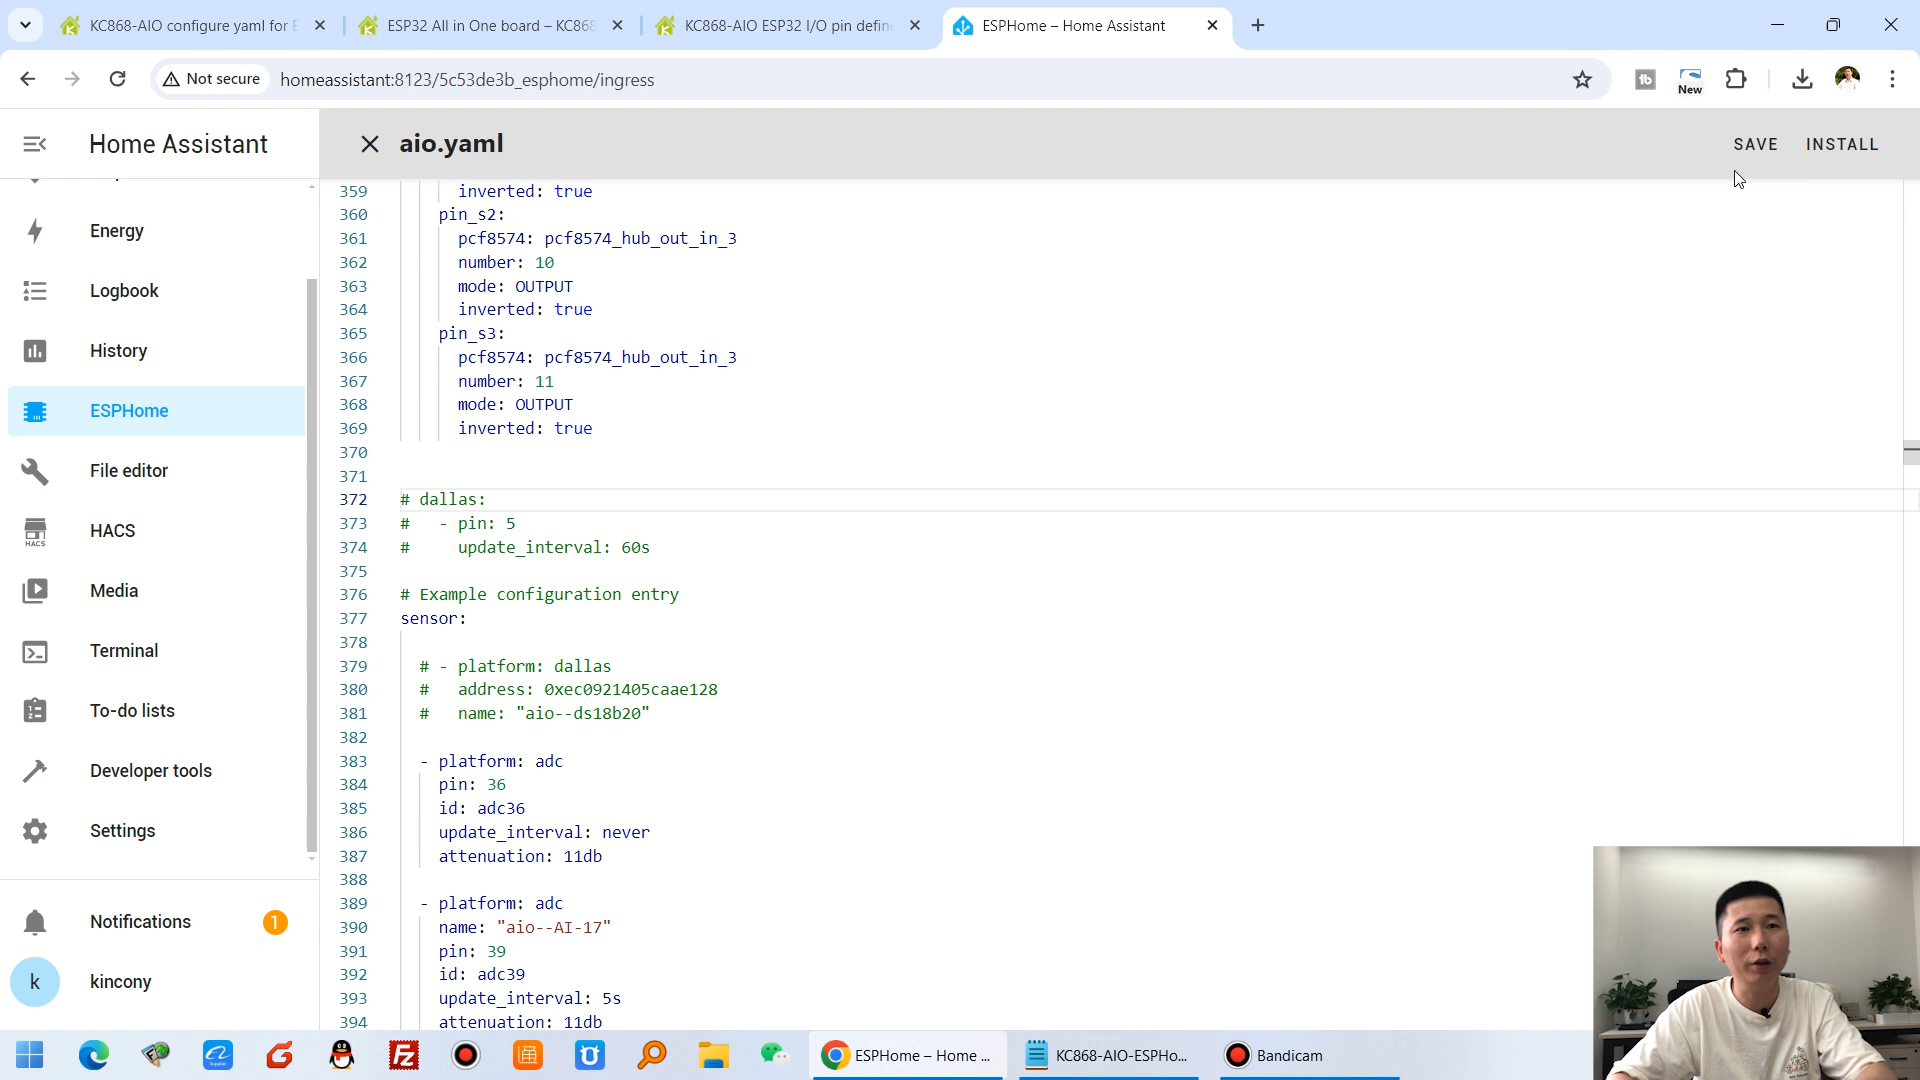 KC868-AIO configure yaml for E
ESP32 All in One board – KC868
KC868-AIO ESP32 I/O pin define
ESPHome – Home Assistant
Not secure
homeassistant:8123/5c53de3b_esphome/ingress
New
Home Assistant
aio.yaml
SAVE
INSTALL
Energy
Logbook
History
ESPHome
File editor
HACS
HACS
Media
Terminal
To-do lists
Developer tools
Settings
Notifications
1
k
kincony
359 inverted: true
360 pin_s2:
361 pcf8574: pcf8574_hub_out_in_3
362 number: 10
363 mode: OUTPUT
364 inverted: true
365 pin_s3:
366 pcf8574: pcf8574_hub_out_in_3
367 number: 11
368 mode: OUTPUT
369 inverted: true
370
371
372 # dallas:
373 # - pin: 5
374 # update_interval: 60s
375
376 # Example configuration entry
377 sensor:
378
379 # - platform: dallas
380 # address: 0xec0921405caae128
381 # name: "aio--ds18b20"
382
383 - platform: adc
384 pin: 36
385 id: adc36
386 update_interval: never
387 attenuation: 11db
388
389 - platform: adc
390 name: "aio--AI-17"
391 pin: 39
392 id: adc39
393 update_interval: 5s
394 attenuation: 11db
ESPHome – Home ...
KC868-AIO-ESPHo...
Bandicam